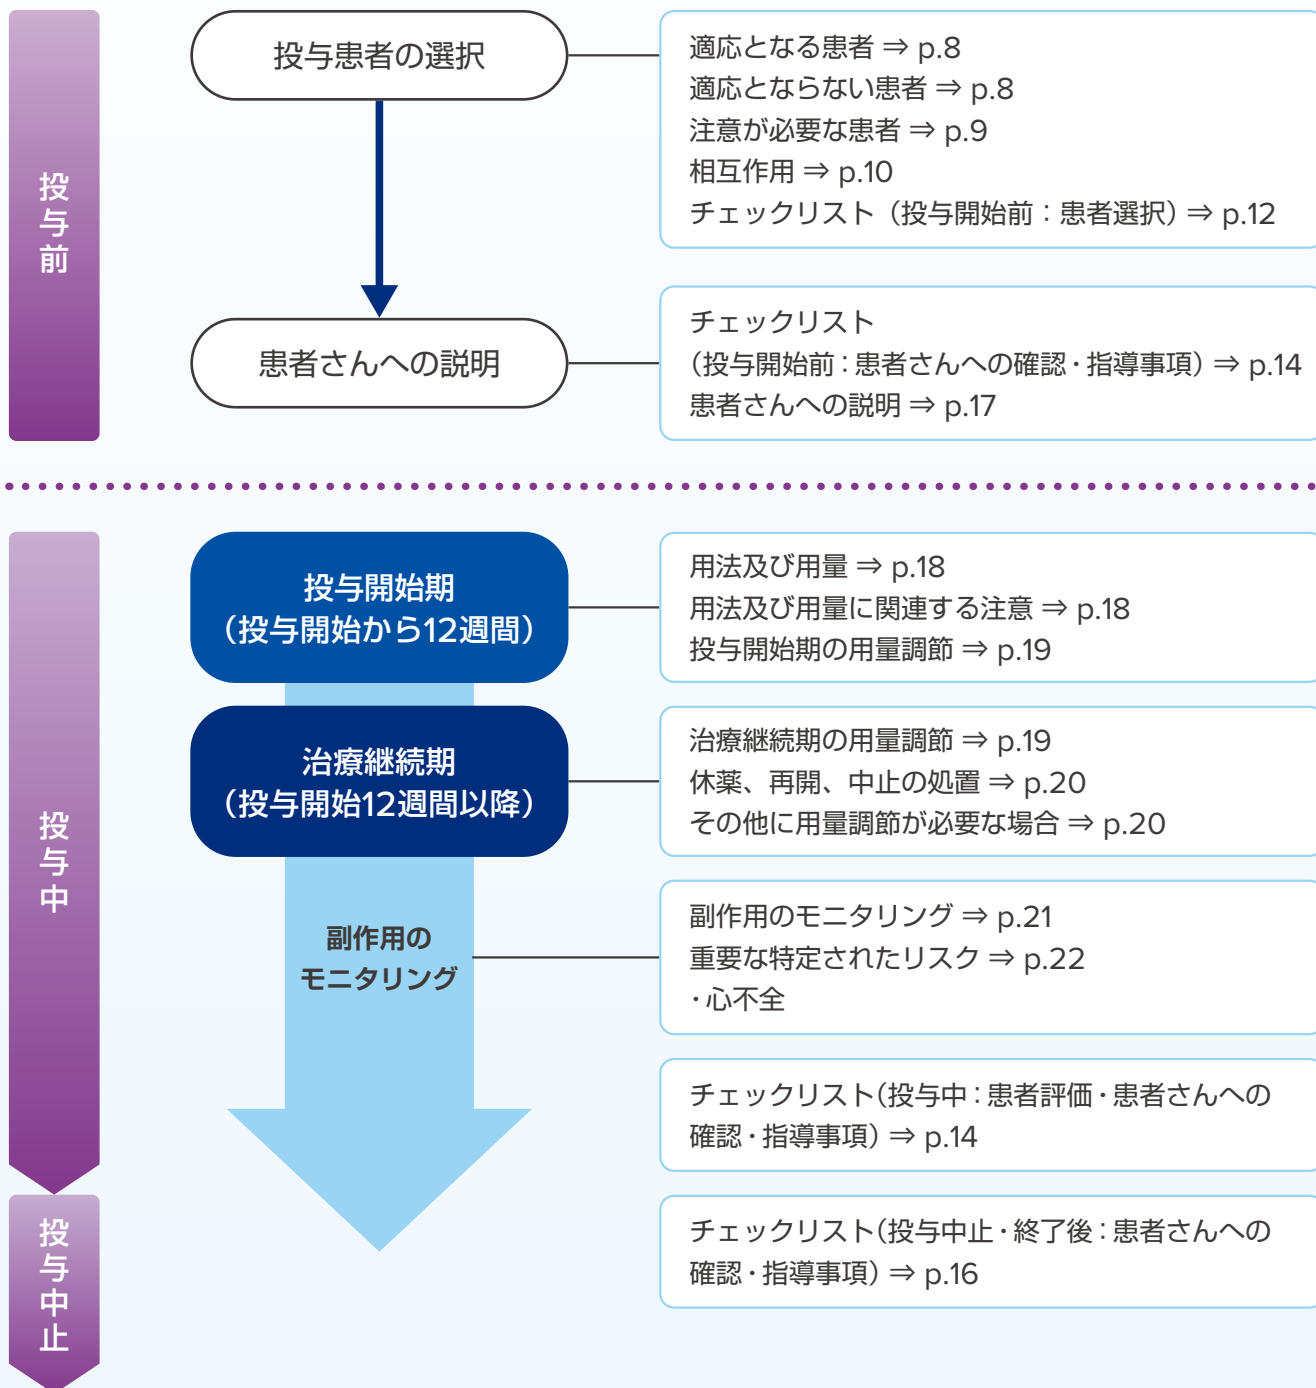 投与前
投与患者の選択
適応となる患者 ⇒ p.8
適応とならない患者 ⇒ p.8
注意が必要な患者 ⇒ p.9
相互作用 ⇒ p.10
チェックリスト（投与開始前：患者選択）⇒ p.12
患者さんへの説明
チェックリスト
（投与開始前：患者さんへの確認・指導事項）⇒ p.14
患者さんへの説明 ⇒ p.17
投与中
投与開始期
（投与開始から12週間）
用法及び用量 ⇒ p.18
用法及び用量に関連する注意 ⇒ p.18
投与開始期の用量調節 ⇒ p.19
治療継続期
（投与開始12週間以降）
治療継続期の用量調節 ⇒ p.19
休薬、再開、中止の処置 ⇒ p.20
その他に用量調節が必要な場合 ⇒ p.20
副作用の
モニタリング
副作用のモニタリング ⇒ p.21
重要な特定されたリスク ⇒ p.22
・心不全
チェックリスト（投与中：患者評価・患者さんへの
確認・指導事項）⇒ p.14
投与中止
チェックリスト（投与中止・終了後：患者さんへの
確認・指導事項）⇒ p.16